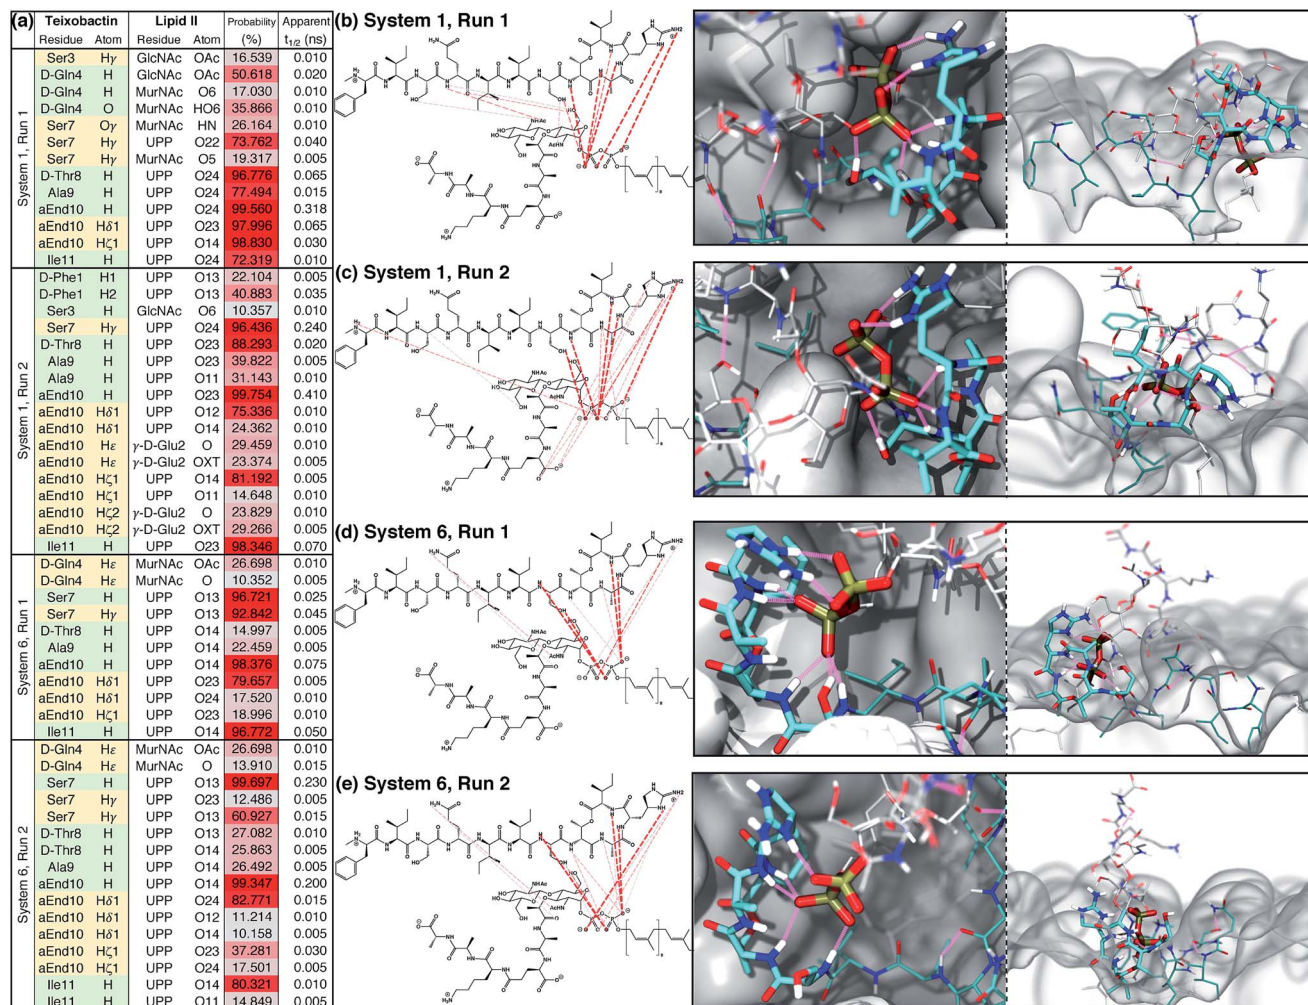 (a) Teixobactin Lipid II Probability Apparent
Residue Atom Residue Atom (%) t1/2 (ns)
System 1, Run 1
Ser3 Hγ GlcNAc OAc 16.539 0.010
D-Gln4 H GlcNAc OAc 50.618 0.020
D-Gln4 H MurNAc O6 17.030 0.010
D-Gln4 O MurNAc HO6 35.866 0.010
Ser7 Oγ MurNAc HN 26.164 0.010
Ser7 Hγ UPP O22 73.762 0.040
Ser7 Hγ MurNAc O5 19.317 0.005
D-Thr8 H UPP O24 96.776 0.065
Ala9 H UPP O24 77.494 0.015
aEnd10 H UPP O24 99.560 0.318
aEnd10 Hδ1 UPP O23 97.996 0.065
aEnd10 Hζ1 UPP O14 98.830 0.030
Ile11 H UPP O24 72.319 0.010
System 1, Run 2
D-Phe1 H1 UPP O13 22.104 0.005
D-Phe1 H2 UPP O13 40.883 0.035
Ser3 H GlcNAc O6 10.357 0.010
Ser7 Hγ UPP O24 96.436 0.240
D-Thr8 H UPP O23 88.293 0.020
Ala9 H UPP O23 39.822 0.005
Ala9 H UPP O11 31.143 0.010
aEnd10 H UPP O23 99.754 0.410
aEnd10 Hδ1 UPP O12 75.336 0.010
aEnd10 Hδ1 UPP O14 24.362 0.010
aEnd10 Hε γ-D-Glu2 O 29.459 0.010
aEnd10 Hε γ-D-Glu2 OXT 23.374 0.005
aEnd10 Hζ1 UPP O14 81.192 0.005
aEnd10 Hζ1 UPP O11 14.648 0.010
aEnd10 Hζ2 γ-D-Glu2 O 23.829 0.010
aEnd10 Hζ2 γ-D-Glu2 OXT 29.266 0.005
Ile11 H UPP O23 98.346 0.070
System 6, Run 1
D-Gln4 Hε MurNAc OAc 26.698 0.010
D-Gln4 Hε MurNAc O 10.352 0.005
Ser7 H UPP O13 96.721 0.025
Ser7 Hγ UPP O13 92.842 0.045
D-Thr8 H UPP O14 14.997 0.005
Ala9 H UPP O14 22.459 0.005
aEnd10 H UPP O14 98.376 0.075
aEnd10 Hδ1 UPP O23 79.657 0.005
aEnd10 Hδ1 UPP O24 17.520 0.010
aEnd10 Hζ1 UPP O23 18.996 0.010
Ile11 H UPP O14 96.772 0.050
System 6, Run 2
D-Gln4 Hε MurNAc OAc 26.698 0.010
D-Gln4 Hε MurNAc O 13.910 0.015
Ser7 H UPP O13 99.697 0.230
Ser7 Hγ UPP O23 12.486 0.005
Ser7 Hγ UPP O13 60.927 0.015
D-Thr8 H UPP O13 27.082 0.010
D-Thr8 H UPP O14 25.863 0.005
Ala9 H UPP O14 26.492 0.005
aEnd10 H UPP O14 99.347 0.200
aEnd10 Hδ1 UPP O24 82.771 0.015
aEnd10 Hδ1 UPP O12 11.214 0.010
aEnd10 Hδ1 UPP O14 10.158 0.005
aEnd10 Hζ1 UPP O23 37.281 0.030
aEnd10 Hζ1 UPP O24 17.501 0.005
Ile11 H UPP O14 80.321 0.010
Ile11 H UPP O11 14.849 0.005
(b) System 1, Run 1
(c) System 1, Run 2
(d) System 6, Run 1
(e) System 6, Run 2